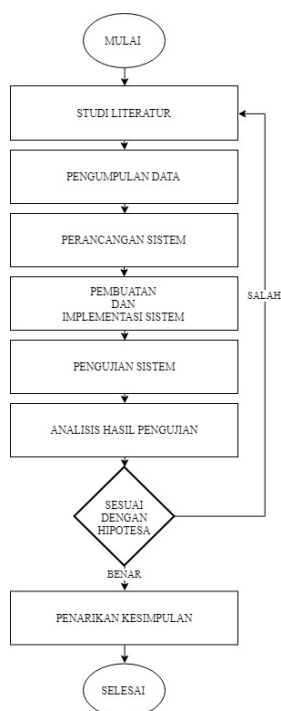 MULAI
STUDI LITERATUR
PENGUMPULAN DATA
PERANCANGAN SISTEM
PEMBUATAN
DAN
IMPLEMENTASI SISTEM
SALAH
PENGUJIAN SISTEM
ANALISIS HASIL PENGUJIAN
SESUAI
DENGAN
HIPOTESA
BENAR
PENARIKAN KESIMPULAN
SELESAI